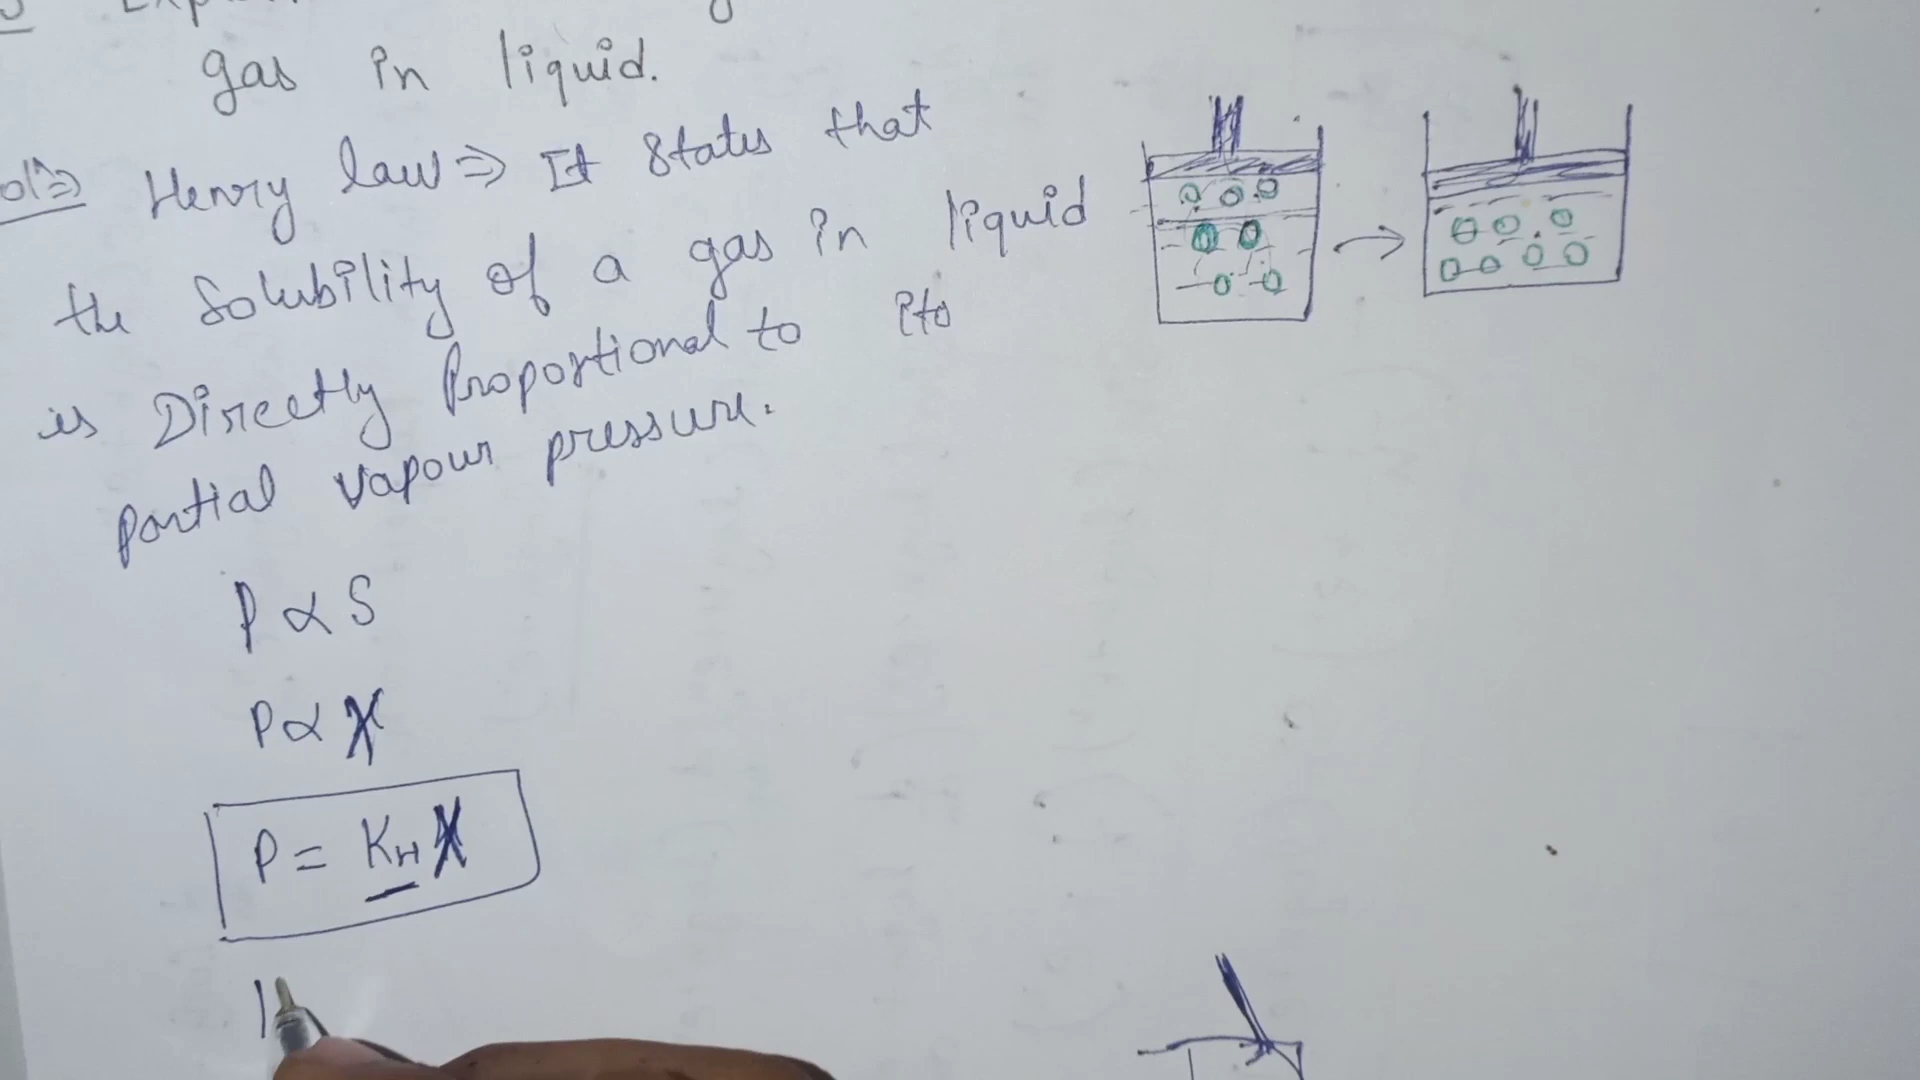 gas in liquid.
Henry law ⇒ It States that
the Solubility of a gas in liquid
is Directly Proportional to its
partial vapour pressure.
P ∝ S
P ∝ X
P = K_H X